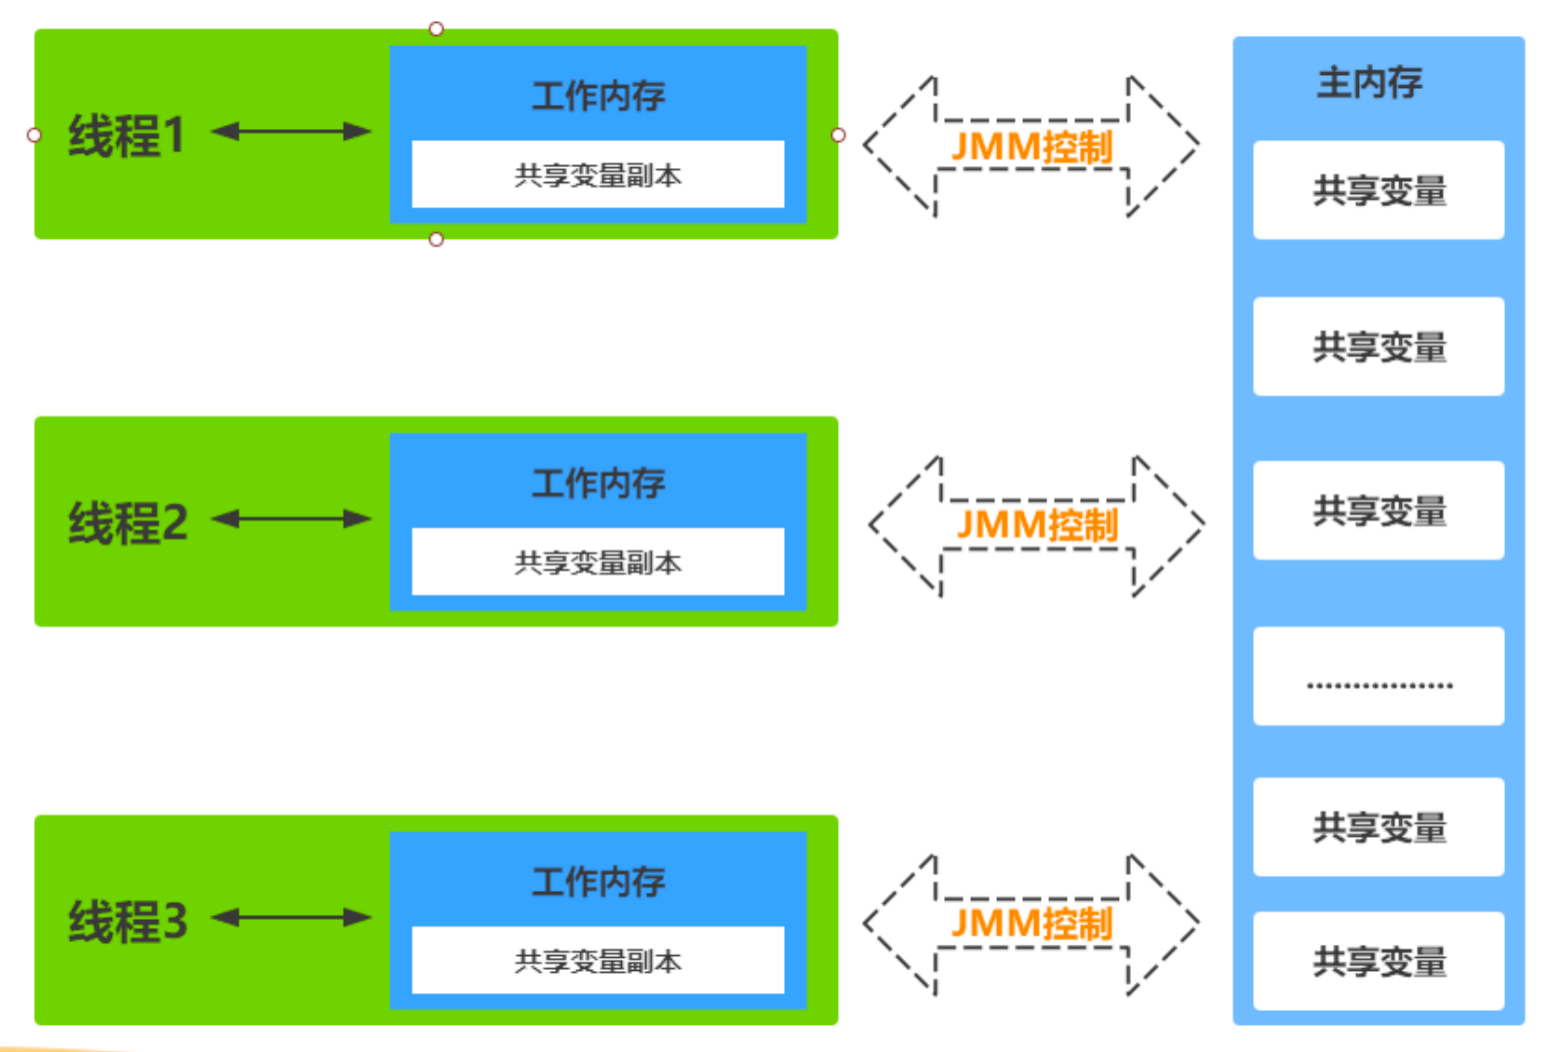 线程1
工作内存
共享变量副本
JMM控制
主内存
共享变量
共享变量
线程2
工作内存
共享变量副本
JMM控制
共享变量
................
线程3
工作内存
共享变量副本
JMM控制
共享变量
共享变量